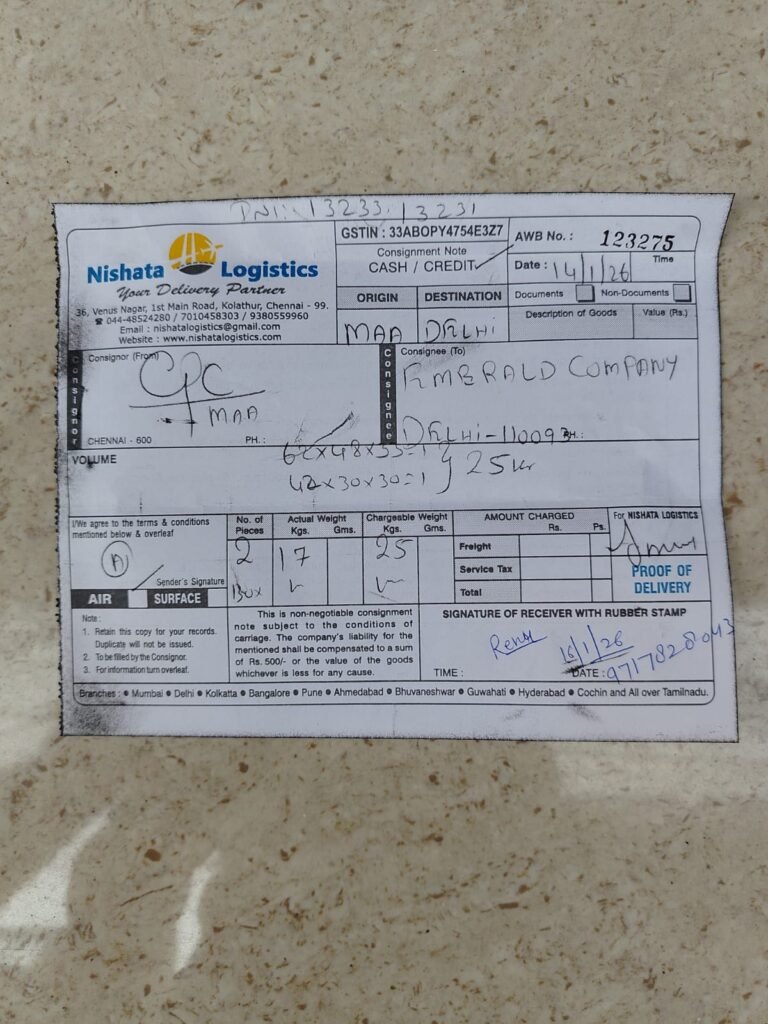 13233, 13231
Nishata Logistics
Your Delivery Partner
36, Venus Nagar, 1st Main Road, Kolathur, Chennai - 99.
☎ 044-48524280 / 7010458303 / 9380559960
Email : nishatalogistics@gmail.com
Website : www.nishatalogistics.com
GSTIN : 33ABOPY4754E3Z7
Consignment Note
CASH / CREDIT ✓
AWB No. : 123275
Date : 14/1/26 Time
ORIGIN DESTINATION
MAA DELHI
Documents Non-Documents
Description of Goods Value (Rs.)
Consignor
Consignor (From)
MAA
CHENNAI - 600 PH. :
Consignee
Consignee (To)
EMERALD COMPANY
DELHI-110093 PH. :
VOLUME
62×48×35=1
42×30×30=1 } 25
I/We agree to the terms & conditions
mentioned below & overleaf
A
Sender's Signature
AIR SURFACE
No. of Pieces
2
Box
Actual Weight
Kgs. Gms.
17
Chargeable Weight
Kgs. Gms.
25
AMOUNT CHARGED
Rs. Ps.
Freight
Service Tax
Total
For NISHATA LOGISTICS
PROOF OF
DELIVERY
Note :
1. Retain this copy for your records.
Duplicate will not be issued.
2. To be filled by the Consignor.
3. For information turn overleaf.
This is non-negotiable consignment
note subject to the conditions of
carriage. The company's liability for the
mentioned shall be compensated to a sum
of Rs. 500/- or the value of the goods
whichever is less for any cause.
SIGNATURE OF RECEIVER WITH RUBBER STAMP
16/1/26
TIME : DATE : 9717828043
Branches : ● Mumbai ● Delhi ● Kolkatta ● Bangalore ● Pune ● Ahmedabad ● Bhuvaneshwar ● Guwahati ● Hyderabad ● Cochin and All over Tamilnadu.